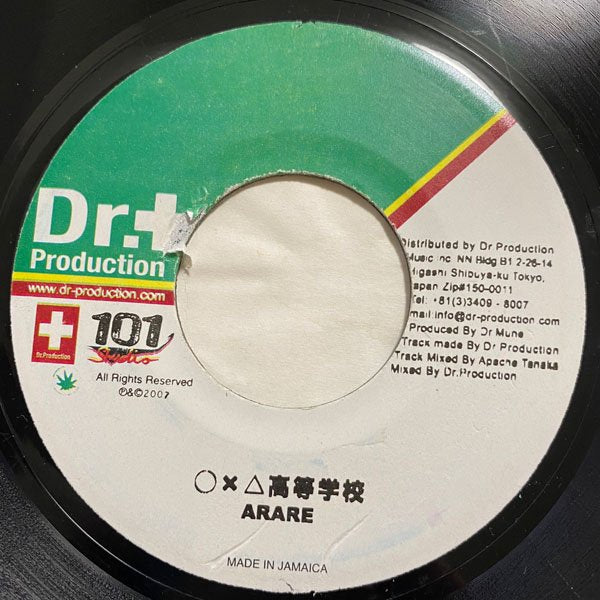 Dr.+
Production
www.dr-production.com
Dr.Production
101
Studio
All Rights Reserved
℗&©2007
Distributed by Dr Production
Music inc. NN Bldg B1 2-26-14
Higashi Shibuya-ku Tokyo,
Japan Zip#150-0011
Tel: +81(3)3409 - 8007
email:info@dr-production.com
Produced By Dr Mune
Track made By Dr Production
Track Mixed By Apache Tanaka
Mixed By Dr.Production
○×△高等学校
ARARE
MADE IN JAMAICA